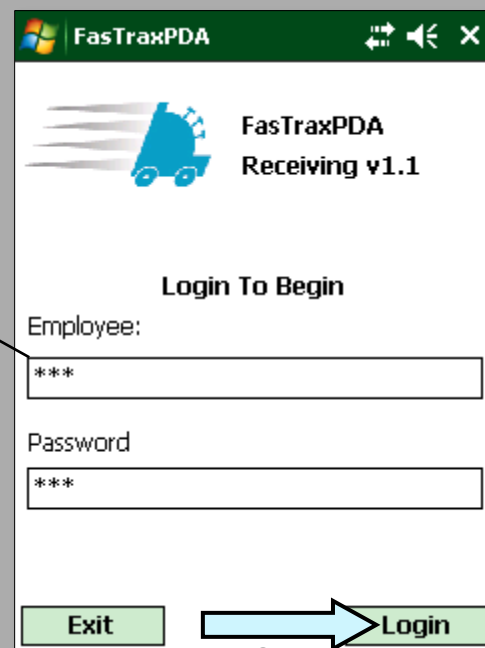 FasTraxPDA
FasTraxPDA
Receiving v1.1
Login To Begin
Employee:
***
Password
***
Exit
Login